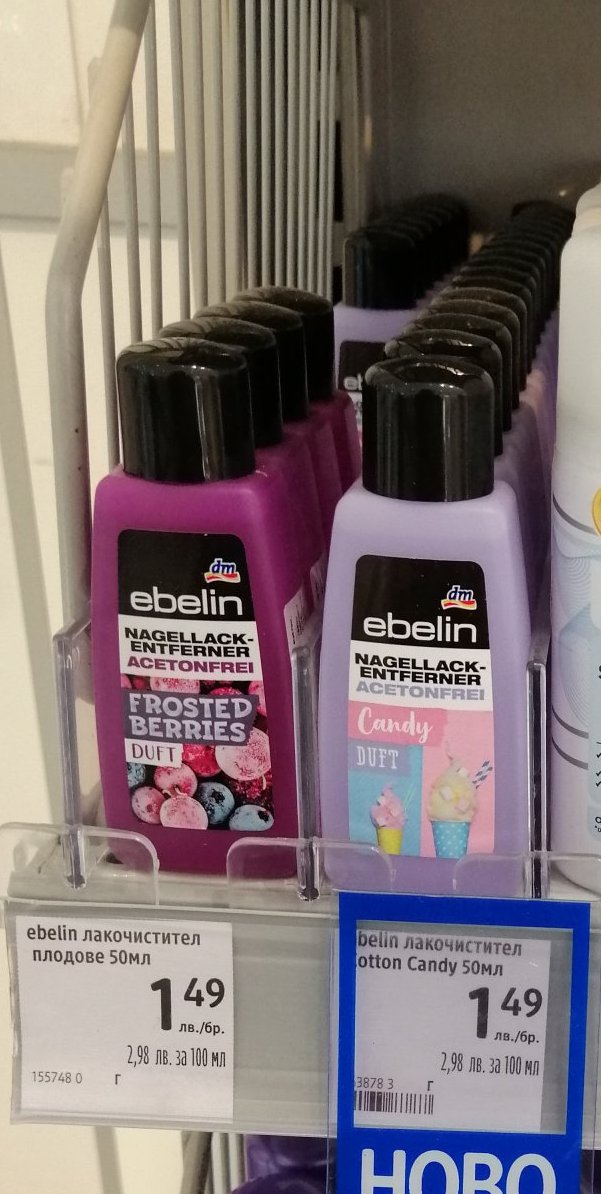 dm
ebelin
NAGELLACK-
ENTFERNER
ACETONFREI
FROSTED
BERRIES
DUFT
dm
ebelin
NAGELLACK-
ENTFERNER
ACETONFREI
Candy
DUFT
ebelin лакочистител
плодове 50мл
1 49
лв./бр.
2,98 лв. за 100 мл
155748 0 г
belin лакочистител
otton Candy 50мл
1 49
лв./бр.
2,98 лв. за 100 мл
3878 3 г
НОВО